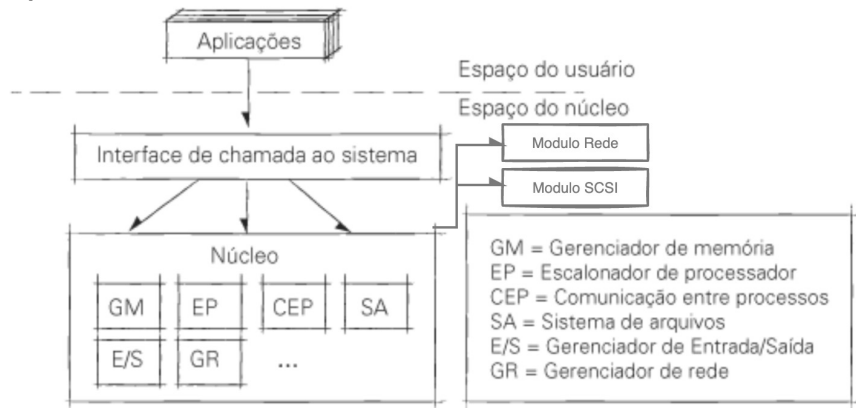 Aplicações
Espaço do usuário
Espaço do núcleo
Interface de chamada ao sistema
Modulo Rede
Modulo SCSI
Núcleo
GM
EP
CEP
SA
E/S
GR
...
GM = Gerenciador de memória
EP = Escalonador de processador
CEP = Comunicação entre processos
SA = Sistema de arquivos
E/S = Gerenciador de Entrada/Saída
GR = Gerenciador de rede